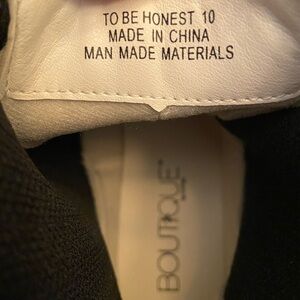 TO BE HONEST 10
MADE IN CHINA
MAN MADE MATERIALS
BOUTIQUE